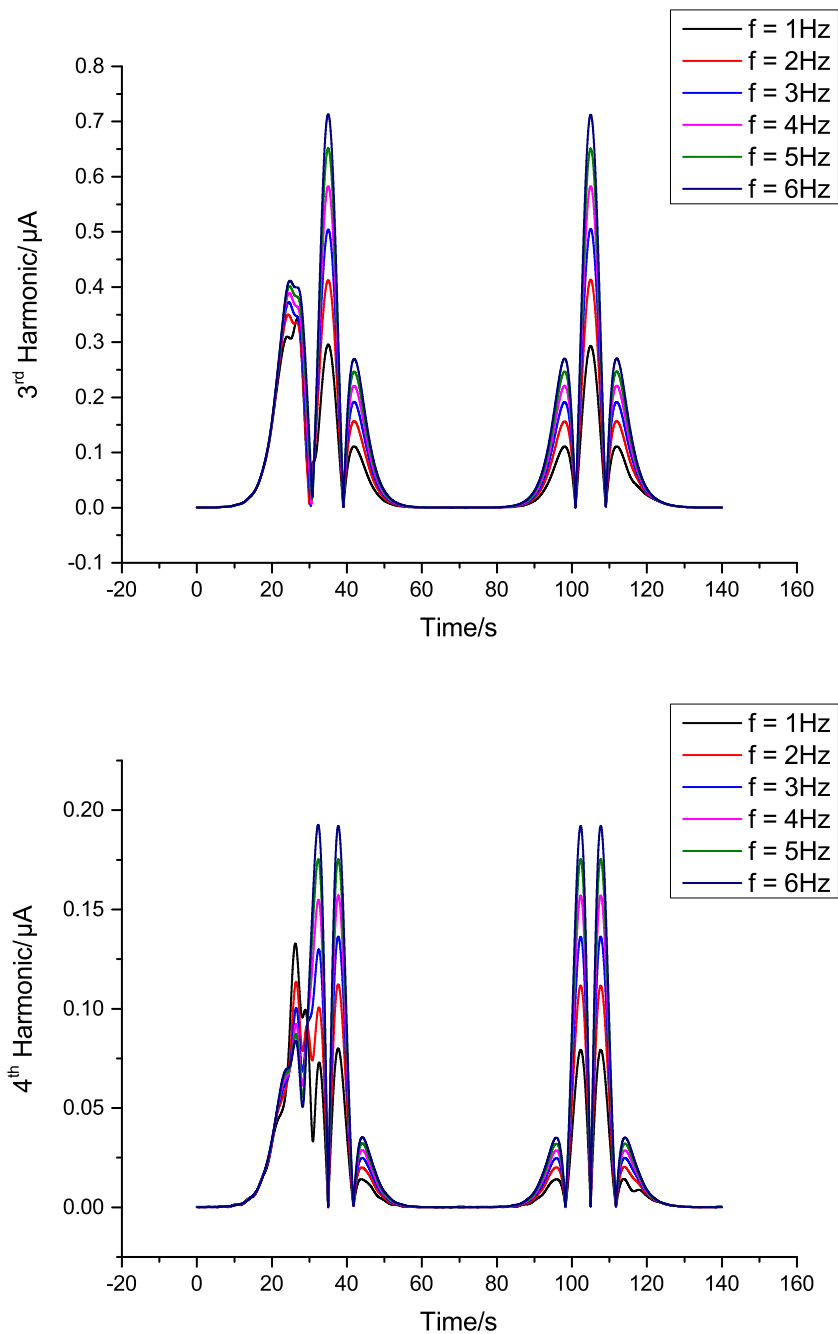 f = 1Hz
f = 2Hz
f = 3Hz
f = 4Hz
f = 5Hz
f = 6Hz
0.8
0.7
0.6
0.5
0.4
0.3
0.2
0.1
0.0
-0.1
3rd Harmonic/µA
-20 0 20 40 60 80 100 120 140 160
Time/s
f = 1Hz
f = 2Hz
f = 3Hz
f = 4Hz
f = 5Hz
f = 6Hz
0.20
0.15
0.10
0.05
0.00
4th Harmonic/µA
-20 0 20 40 60 80 100 120 140 160
Time/s